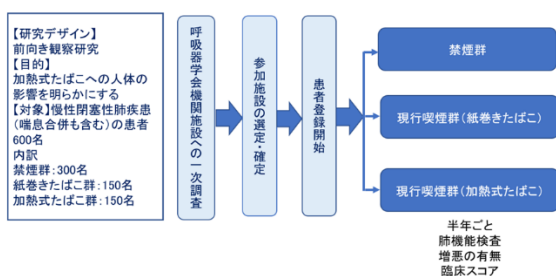 【研究デザイン】
前向き観察研究
【目的】
加熱式たばこへの人体の
影響を明らかにする
【対象】慢性閉塞性肺疾患
(喘息合併も含む)の患者
600名
内訳
禁煙群:300名
紙巻きたばこ群:150名
加熱式たばこ群:150名
呼吸器学会機関施設への一次調査
参加施設の選定・確定
患者登録開始
禁煙群
現行喫煙群(紙巻きたばこ)
現行喫煙群(加熱式たばこ)
半年ごと
肺機能検査
増悪の有無
臨床スコア